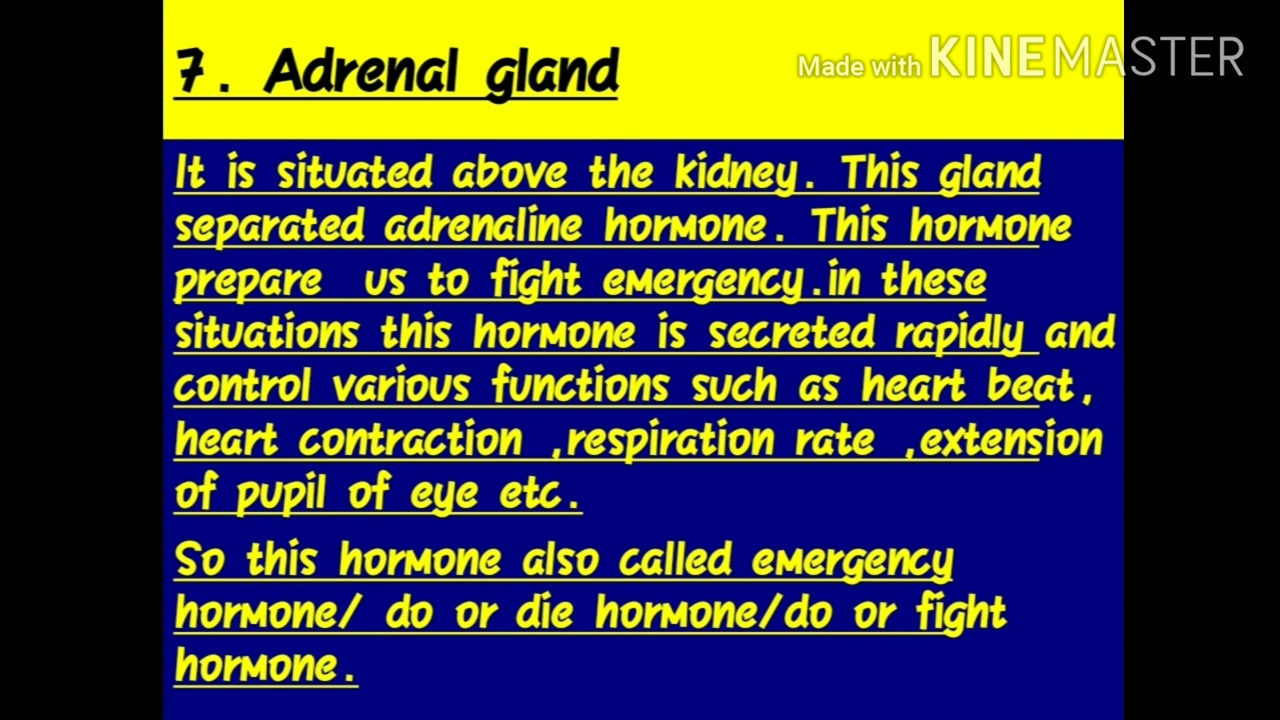 7. Adrenal gland
Made with KINEMASTER
It is situated above the kidney. This gland
separated adrenaline hormone. This hormone
prepare us to fight emergency.in these
situations this hormone is secreted rapidly and
control various functions such as heart beat,
heart contraction ,respiration rate ,extension
of pupil of eye etc.
So this hormone also called emergency
hormone/ do or die hormone/do or fight
hormone.